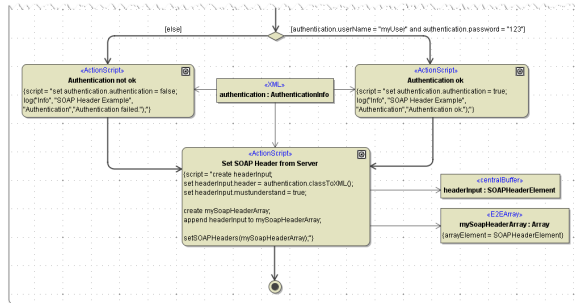 [else]
[authentication.userName = "myUser" and authentication.password = "123"]
«ActionScript»
Authentication not ok
{script = "set authentication.authentication = false;
log("Info", "SOAP Header Example",
"Authentication","Authentication failed.");"}
«XML»
authentication : AuthenticationInfo
«ActionScript»
Authentication ok
{script = "set authentication.authentication = true;
log("Info", "SOAP Header Example",
"Authentication","Authentication ok.");"}
«ActionScript»
Set SOAP Header from Server
{script = "create headerInput;
set headerInput.header = authentication.classToXML();
set headerInput.mustunderstand = true;
create mySoapHeaderArray;
append headerInput to mySoapHeaderArray;
setSOAPHeaders(mySoapHeaderArray);"}
«centralBuffer»
headerInput : SOAPHeaderElement
«E2EArray»
mySoapHeaderArray : Array
{arrayElement = SOAPHeaderElement}